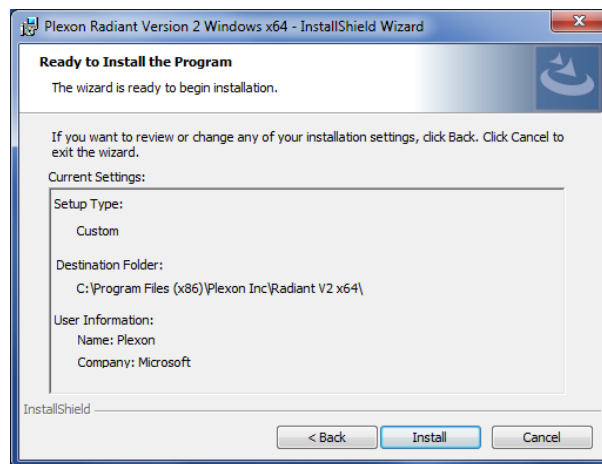 Plexon Radiant Version 2 Windows x64 - InstallShield Wizard
Ready to Install the Program
The wizard is ready to begin installation.
If you want to review or change any of your installation settings, click Back. Click Cancel to
exit the wizard.
Current Settings:
Setup Type:
Custom
Destination Folder:
C:\Program Files (x86)\Plexon Inc\Radiant V2 x64\
User Information:
Name: Plexon
Company: Microsoft
InstallShield
< Back Install Cancel